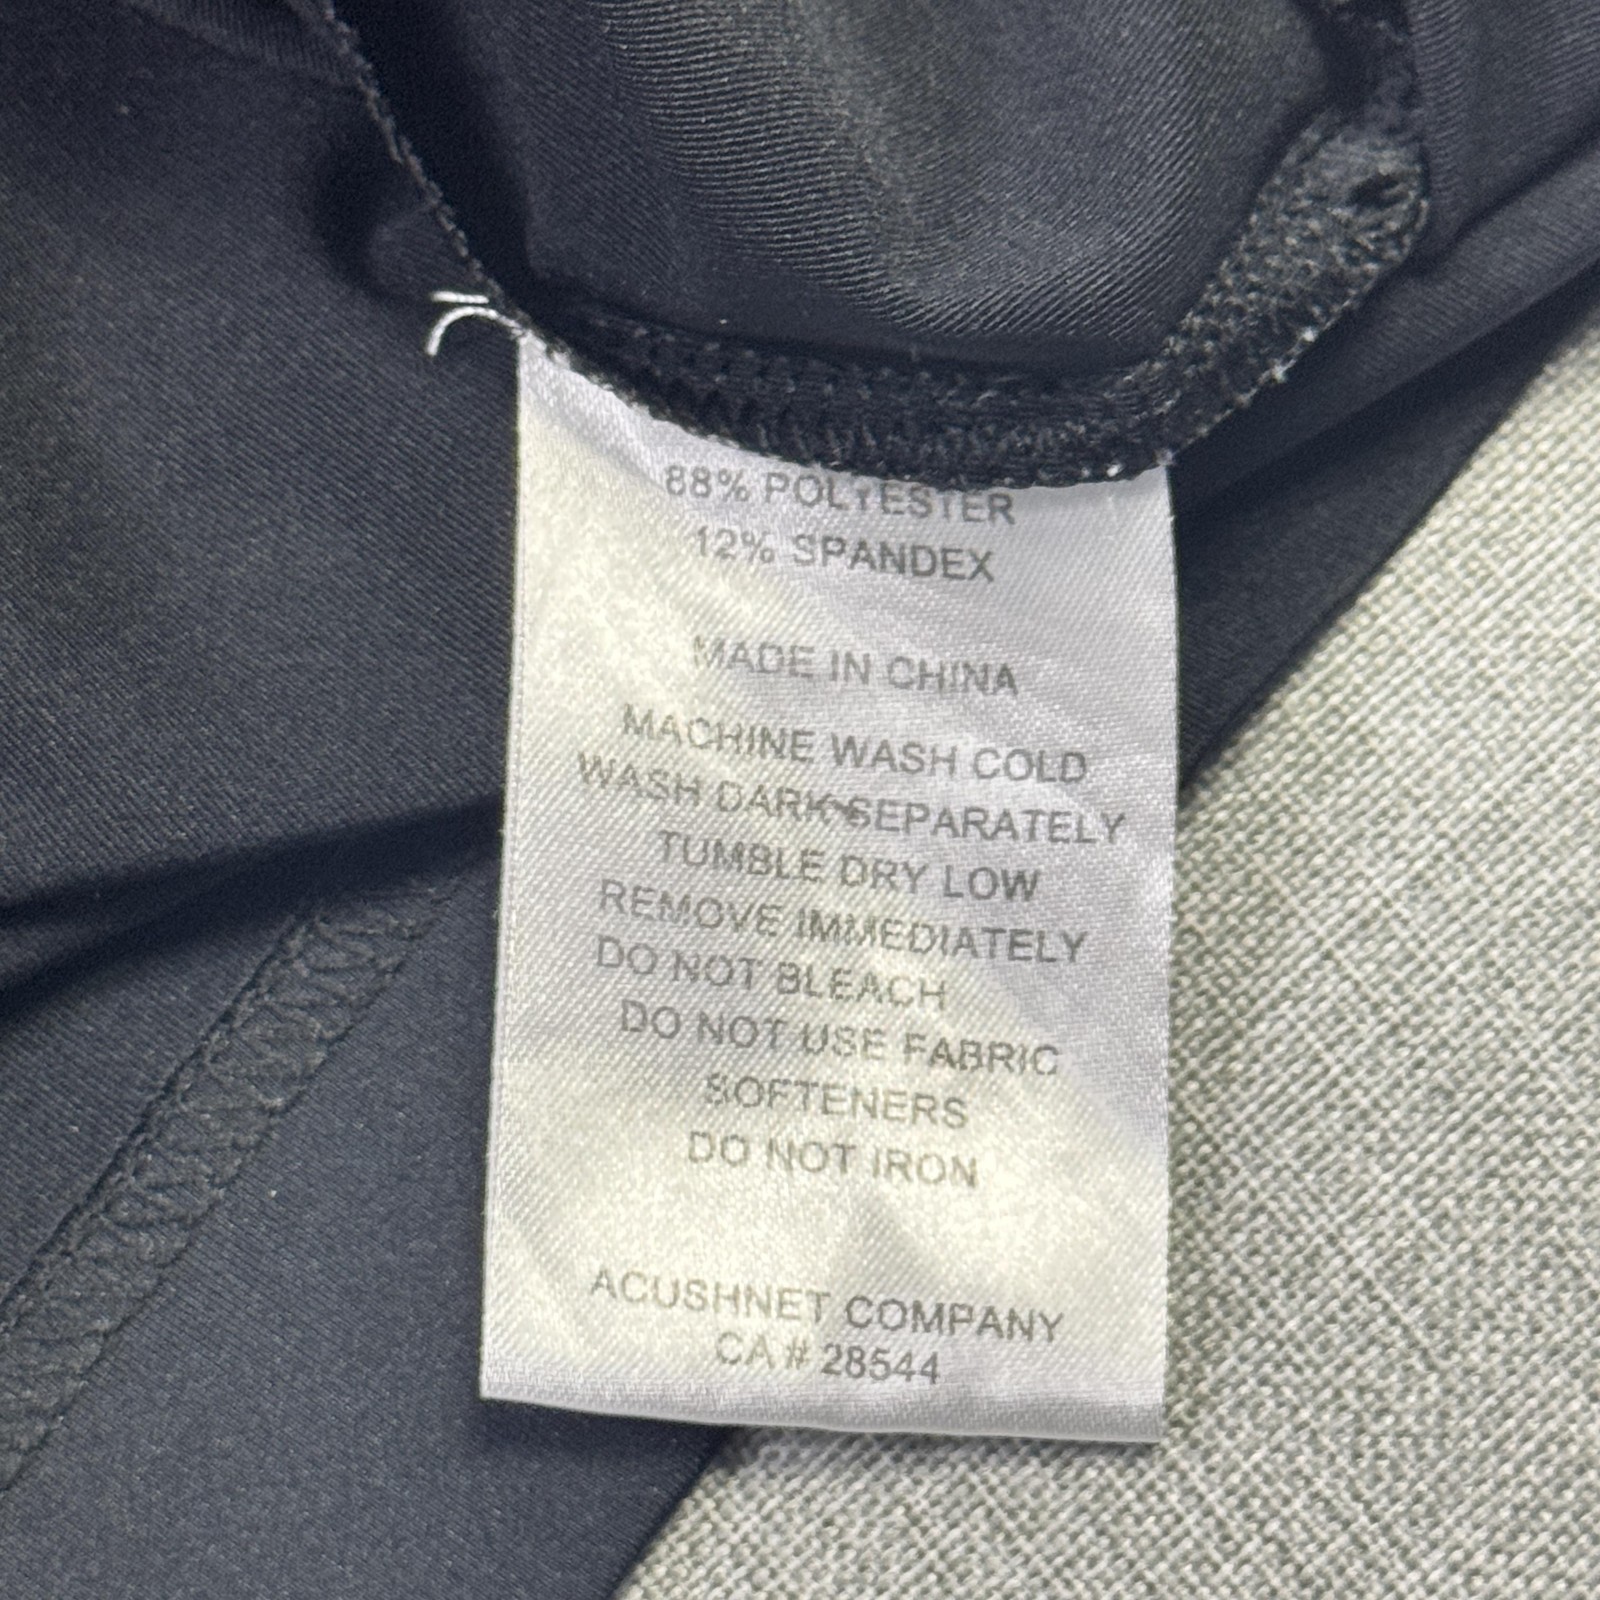 88% POLYESTER
12% SPANDEX
MADE IN CHINA
MACHINE WASH COLD
WASH DARK SEPARATELY
TUMBLE DRY LOW
REMOVE IMMEDIATELY
DO NOT BLEACH
DO NOT USE FABRIC
SOFTENERS
DO NOT IRON
ACUSHNET COMPANY
CA # 28544